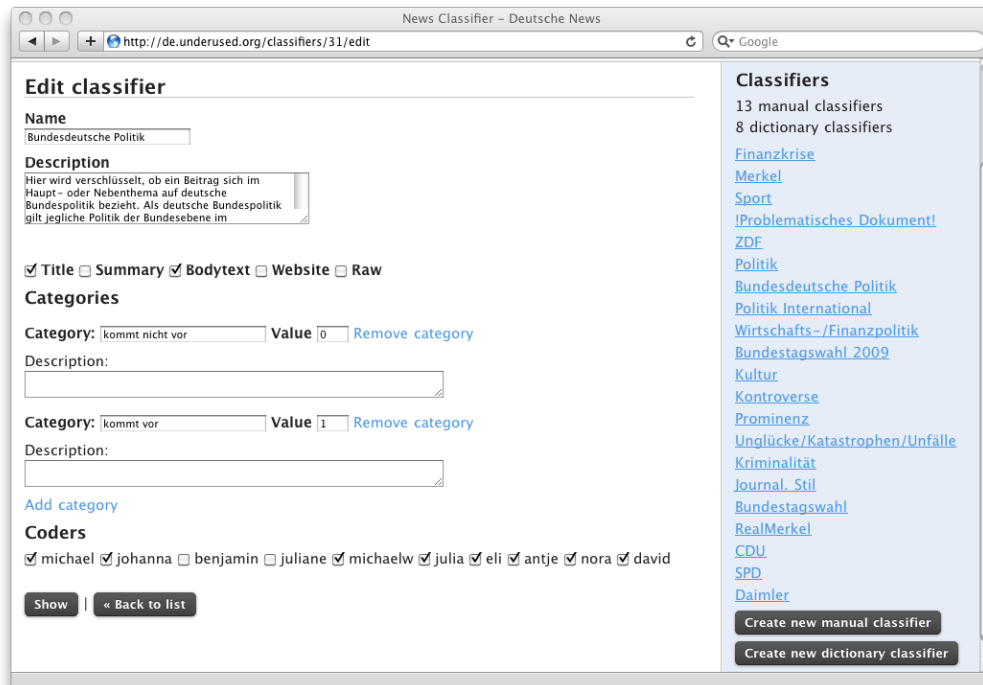 News Classifier – Deutsche News
http://de.underused.org/classifiers/31/edit
Google
Edit classifier
Name
Bundesdeutsche Politik
Description
Hier wird verschlüsselt, ob ein Beitrag sich im
Haupt- oder Nebenthema auf deutsche
Bundespolitik bezieht. Als deutsche Bundespolitik
gilt jegliche Politik der Bundesebene im
Title Summary Bodytext Website Raw
Categories
Category: kommt nicht vor Value 0 Remove category
Description:
Category: kommt vor Value 1 Remove category
Description:
Add category
Coders
michael johanna benjamin juliane michaelw julia eli antje nora david
Show | « Back to list
Classifiers
13 manual classifiers
8 dictionary classifiers
Finanzkrise
Merkel
Sport
!Problematisches Dokument!
ZDF
Politik
Bundesdeutsche Politik
Politik International
Wirtschafts-/Finanzpolitik
Bundestagswahl 2009
Kultur
Kontroverse
Prominenz
Unglücke/Katastrophen/Unfälle
Kriminalität
Journal. Stil
Bundestagswahl
RealMerkel
CDU
SPD
Daimler
Create new manual classifier
Create new dictionary classifier